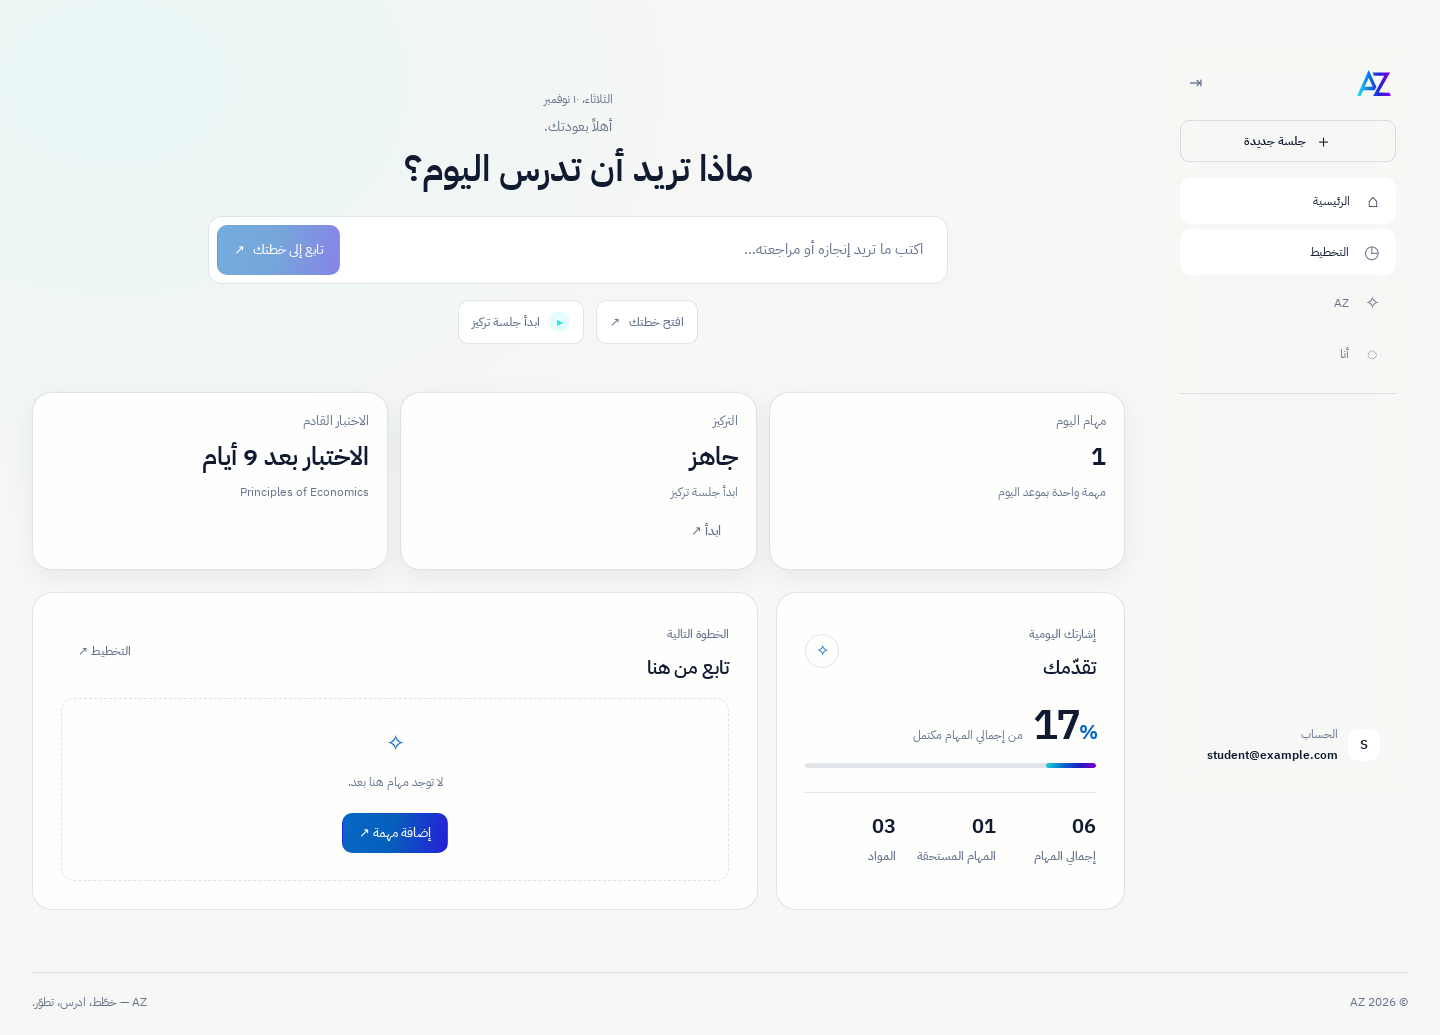 AZ
جلسة جديدة
الرئيسية
التخطيط
AZ
أنا
الحساب
S
student@example.com
الثلاثاء، ١٠ نوفمبر
أهلاً بعودتك.
ماذا تريد أن تدرس اليوم؟
اكتب ما تريد إنجازه أو مراجعته...
تابع إلى خطتك ↗
افتح خطتك ↗
ابدأ جلسة تركيز
مهام اليوم
1
مهمة واحدة بموعد اليوم
التركيز
جاهز
ابدأ جلسة تركيز
ابدأ ↗
الاختبار القادم
الاختبار بعد 9 أيام
Principles of Economics
إشارتك اليومية
تقدّمك
17%
من إجمالي المهام مكتمل
06
إجمالي المهام
01
المهام المستحقة
03
المواد
الخطوة التالية
تابع من هنا
التخطيط ↗
لا توجد مهام هنا بعد.
إضافة مهمة ↗
© 2026 AZ
AZ — خطّط، ادرس، تطوّر.